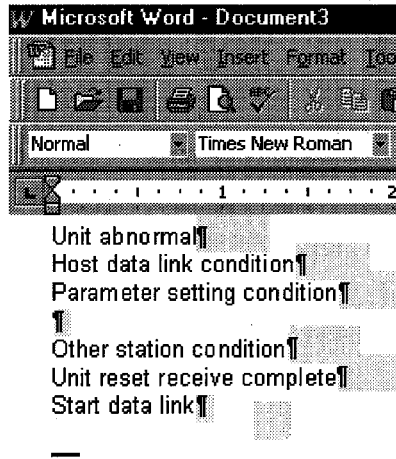 Microsoft Word - Document3
File Edit View Insert Format Too
Normal Times New Roman
1 2
Unit abnormal¶
Host data link condition¶
Parameter setting condition¶
¶
Other station condition¶
Unit reset receive complete¶
Start data link¶